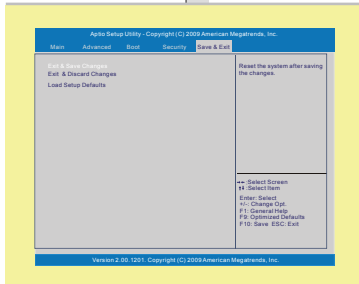 Aptio Setup Utility - Copyright (C) 2009 American Megatrends, Inc.
Main Advanced Boot Security Save & Exit
Exit & Save Changes
Exit & Discard Changes
Load Setup Defaults
Reset the system after saving
the changes.
→←:Select Screen
↑↓:Select Item
Enter: Select
+/-: Change Opt.
F1: General Help
F9: Optimized Defaults
F10: Save ESC: Exit
Version 2.00.1201. Copyright (C) 2009 American Megatrends, Inc.